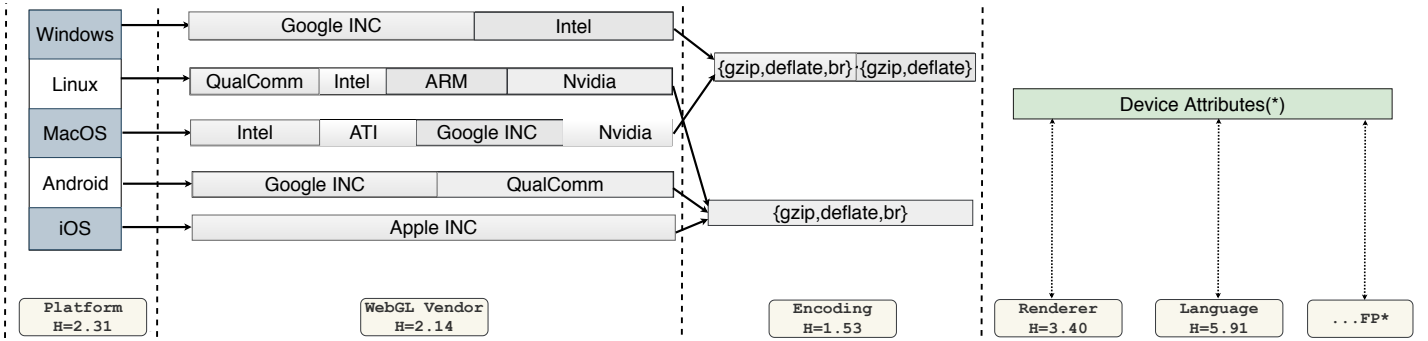 Windows
Google INC
Intel
Linux
QualComm
Intel
ARM
Nvidia
MacOS
Intel
ATI
Google INC
Nvidia
Android
Google INC
QualComm
iOS
Apple INC
{gzip,deflate,br}
{gzip,deflate}
{gzip,deflate,br}
Device Attributes(*)
Platform
H=2.31
WebGL Vendor
H=2.14
Encoding
H=1.53
Renderer
H=3.40
Language
H=5.91
...FP*